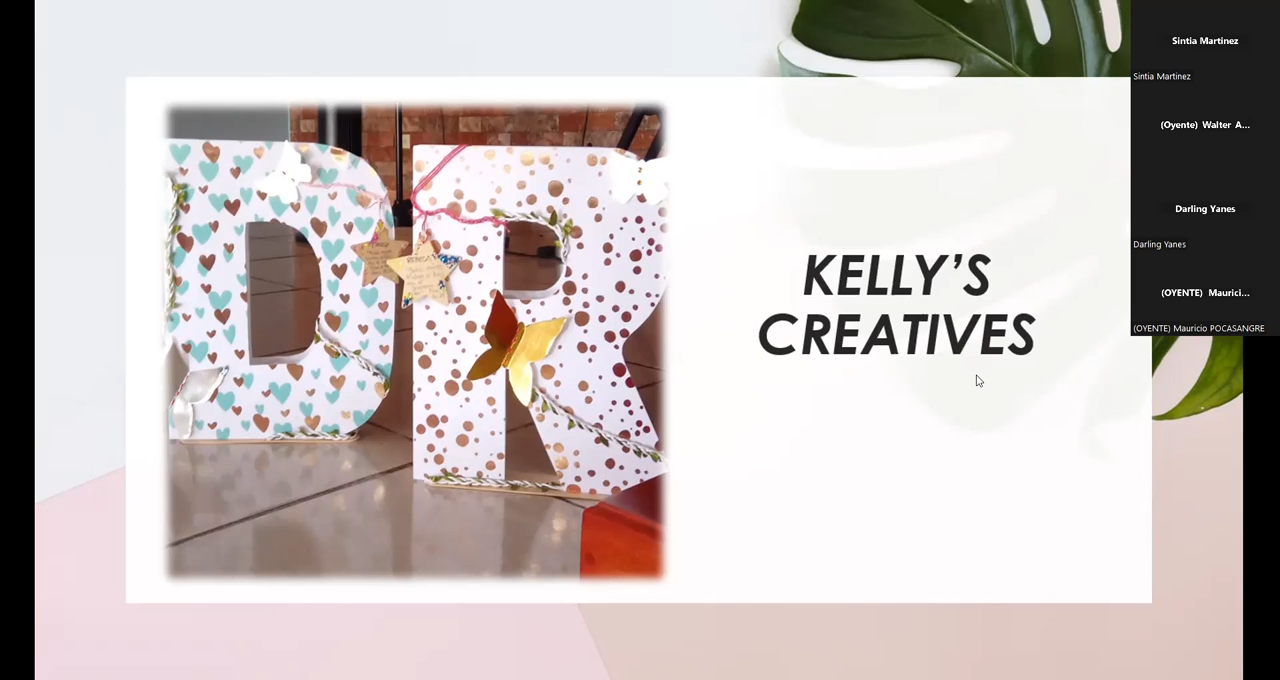 KELLY’S
CREATIVES
D
R
Sintia Martinez
Sintia Martinez
(Oyente) Walter A...
Darling Yanes
Darling Yanes
(OYENTE) Maurici...
(OYENTE) Mauricio POCASANGRE